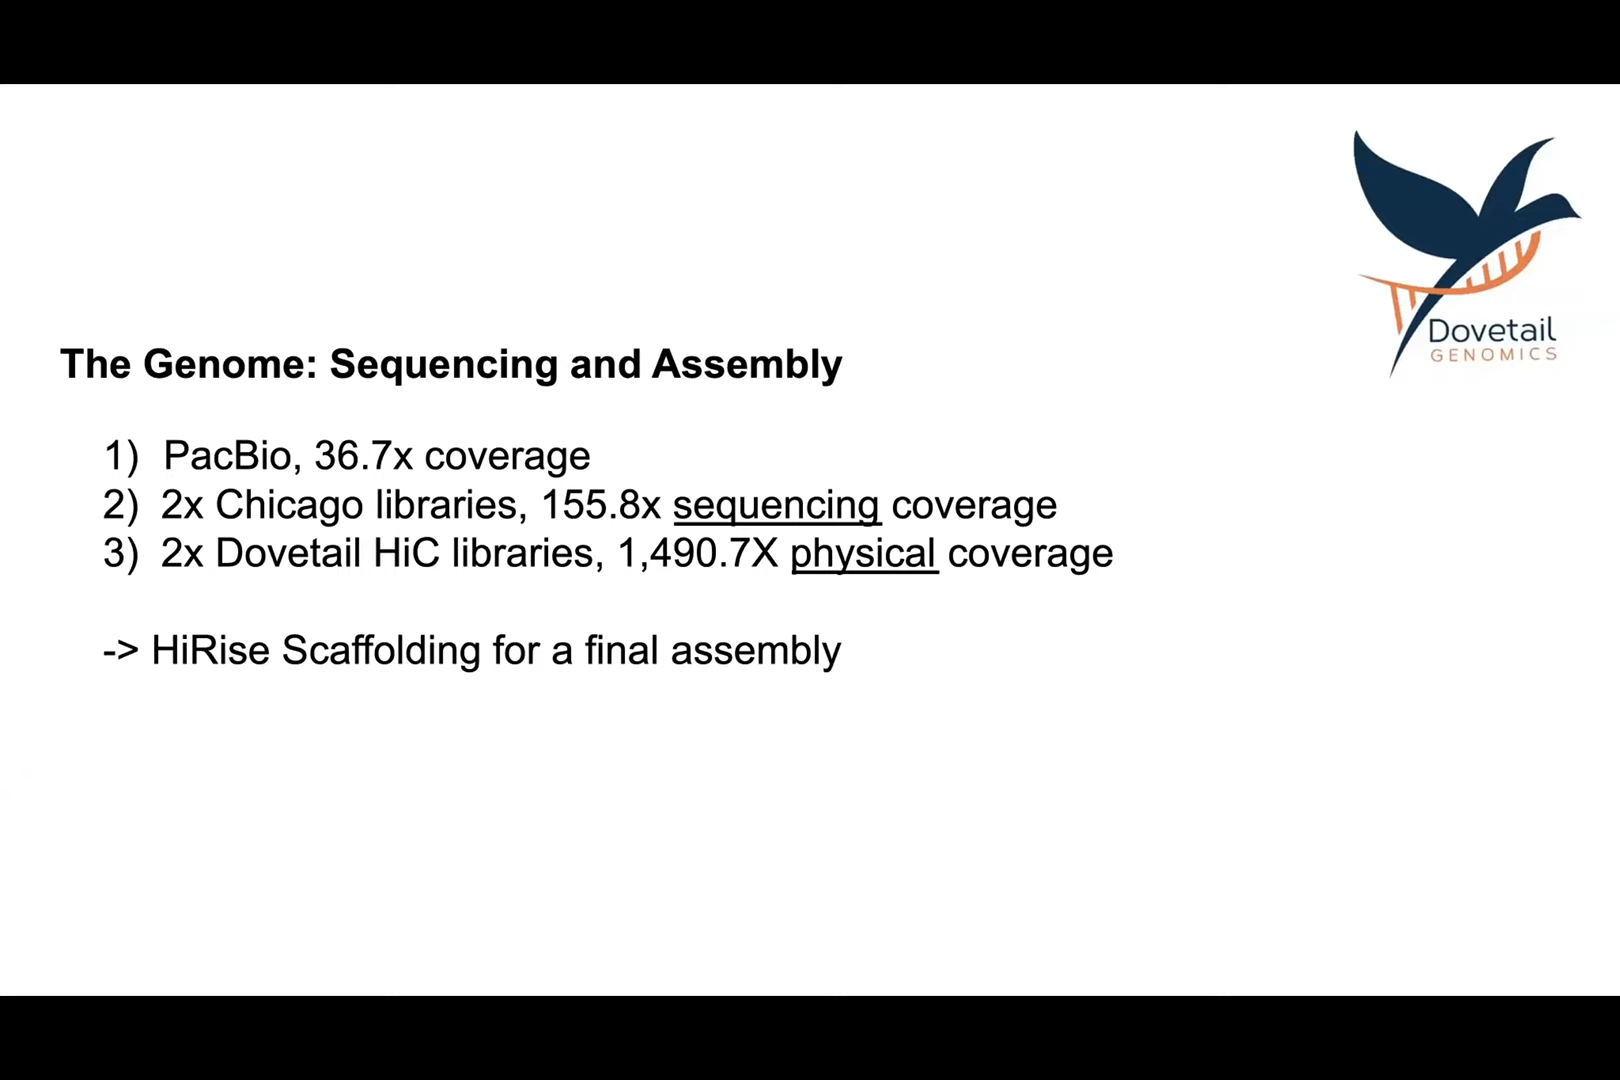 Dovetail
GENOMICS
The Genome: Sequencing and Assembly
1) PacBio, 36.7x coverage
2) 2x Chicago libraries, 155.8x sequencing coverage
3) 2x Dovetail HiC libraries, 1,490.7X physical coverage
-> HiRise Scaffolding for a final assembly